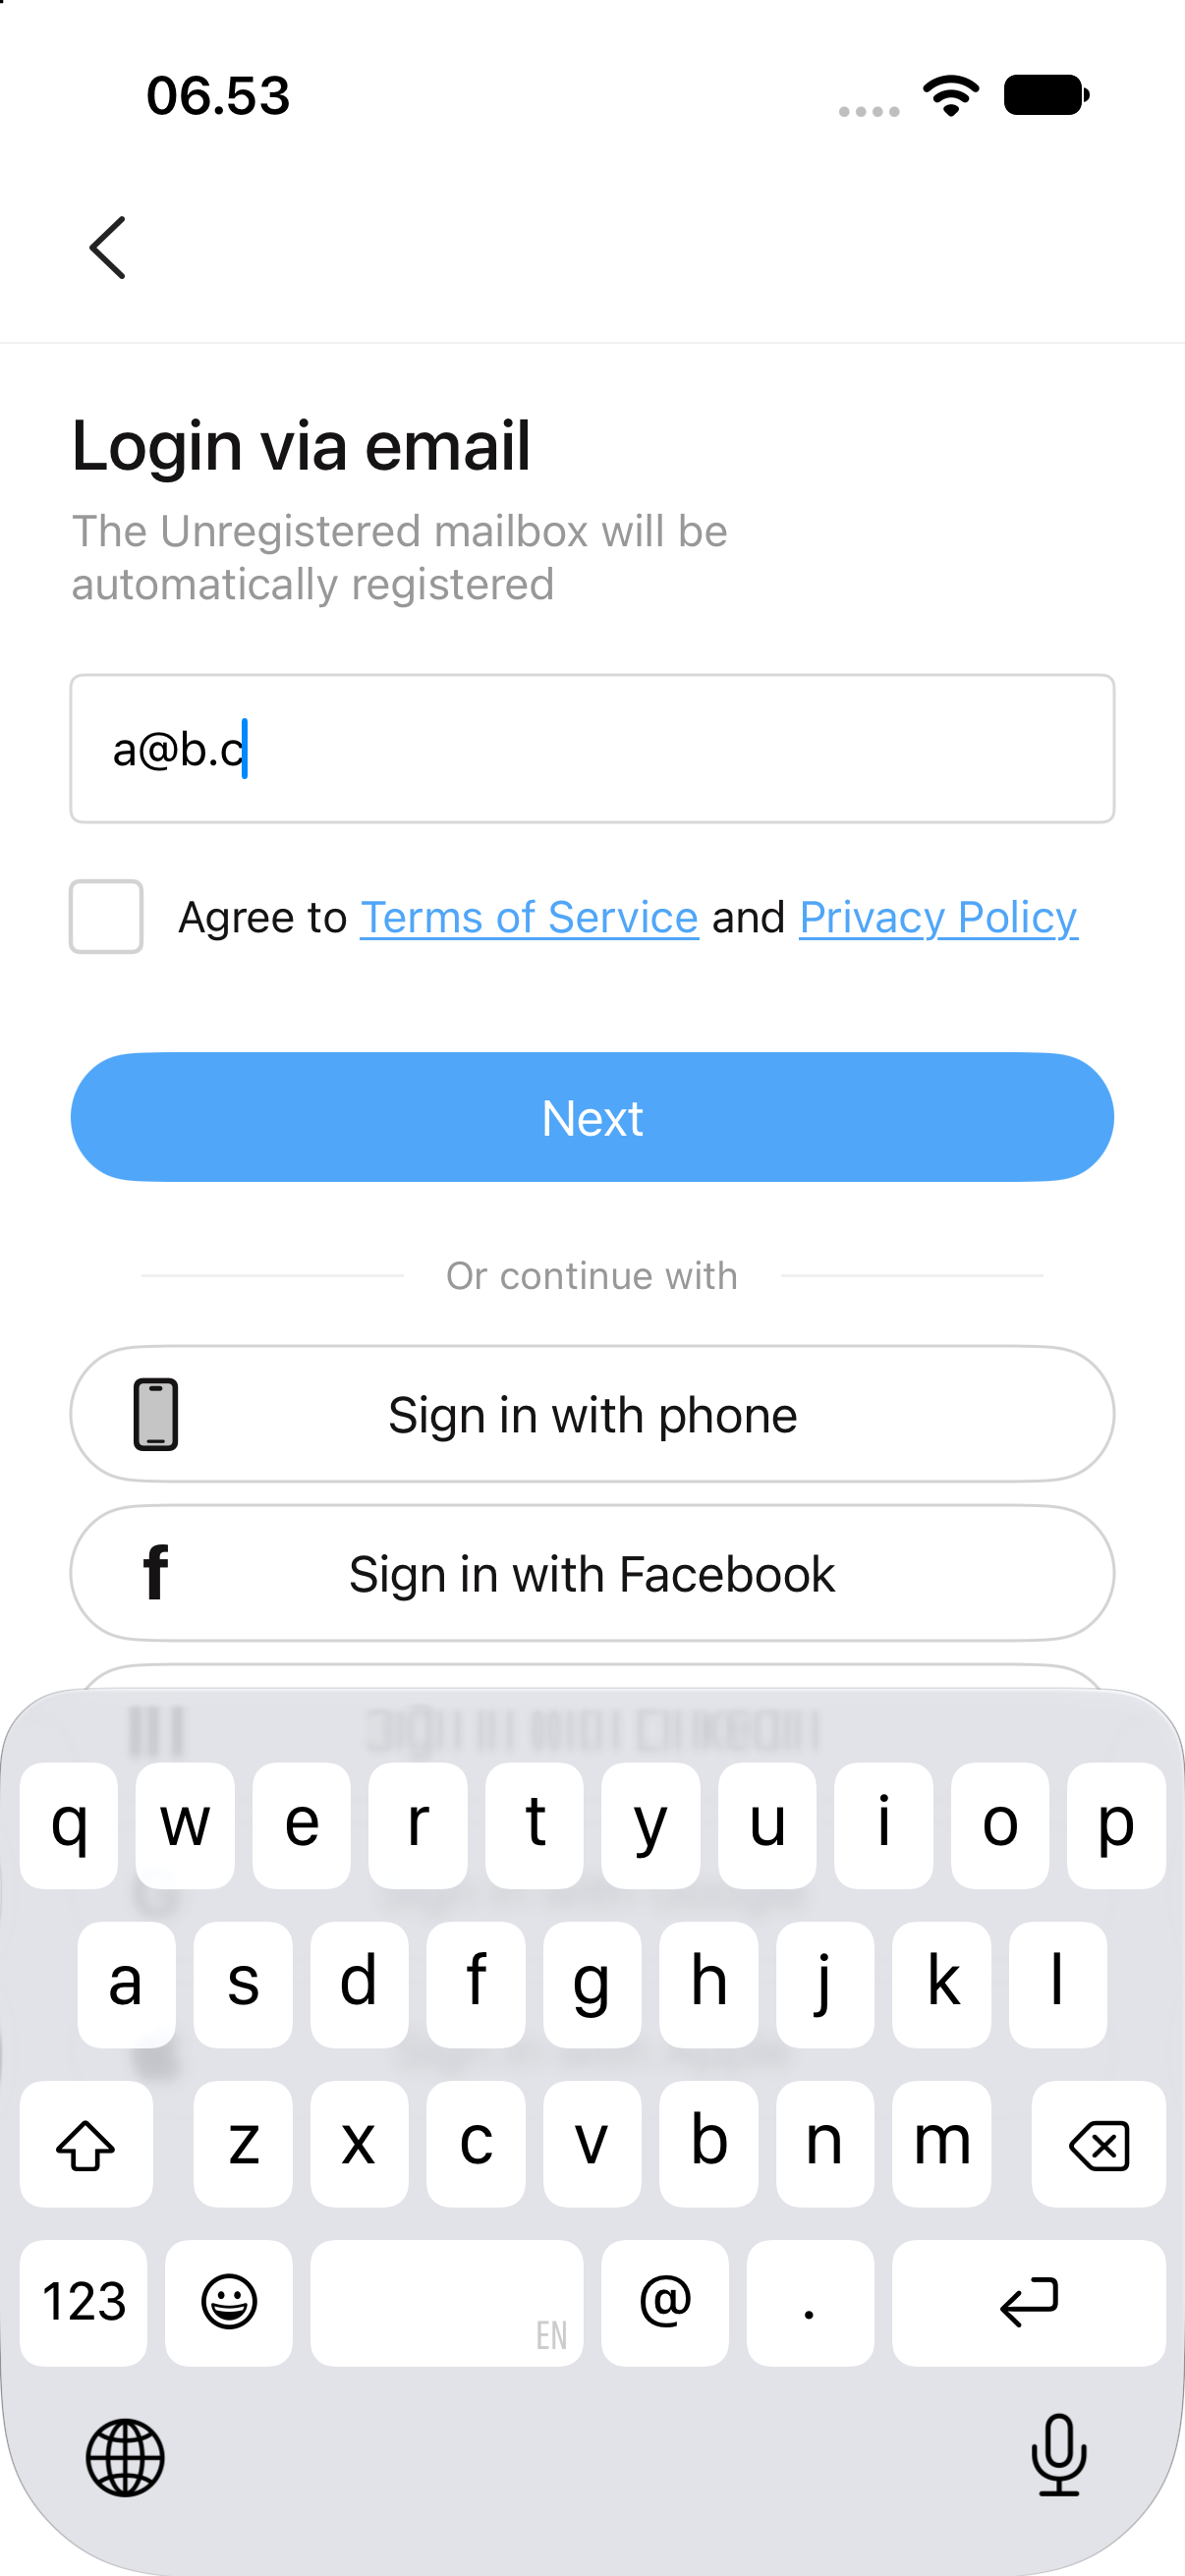 06.53
Login via email
The Unregistered mailbox will be
automatically registered
a@b.c
Agree to Terms of Service and Privacy Policy
Next
Or continue with
Sign in with phone
f Sign in with Facebook
q w e r t y u i o p
a s d f g h j k l
z x c v b n m
123 EN @ .